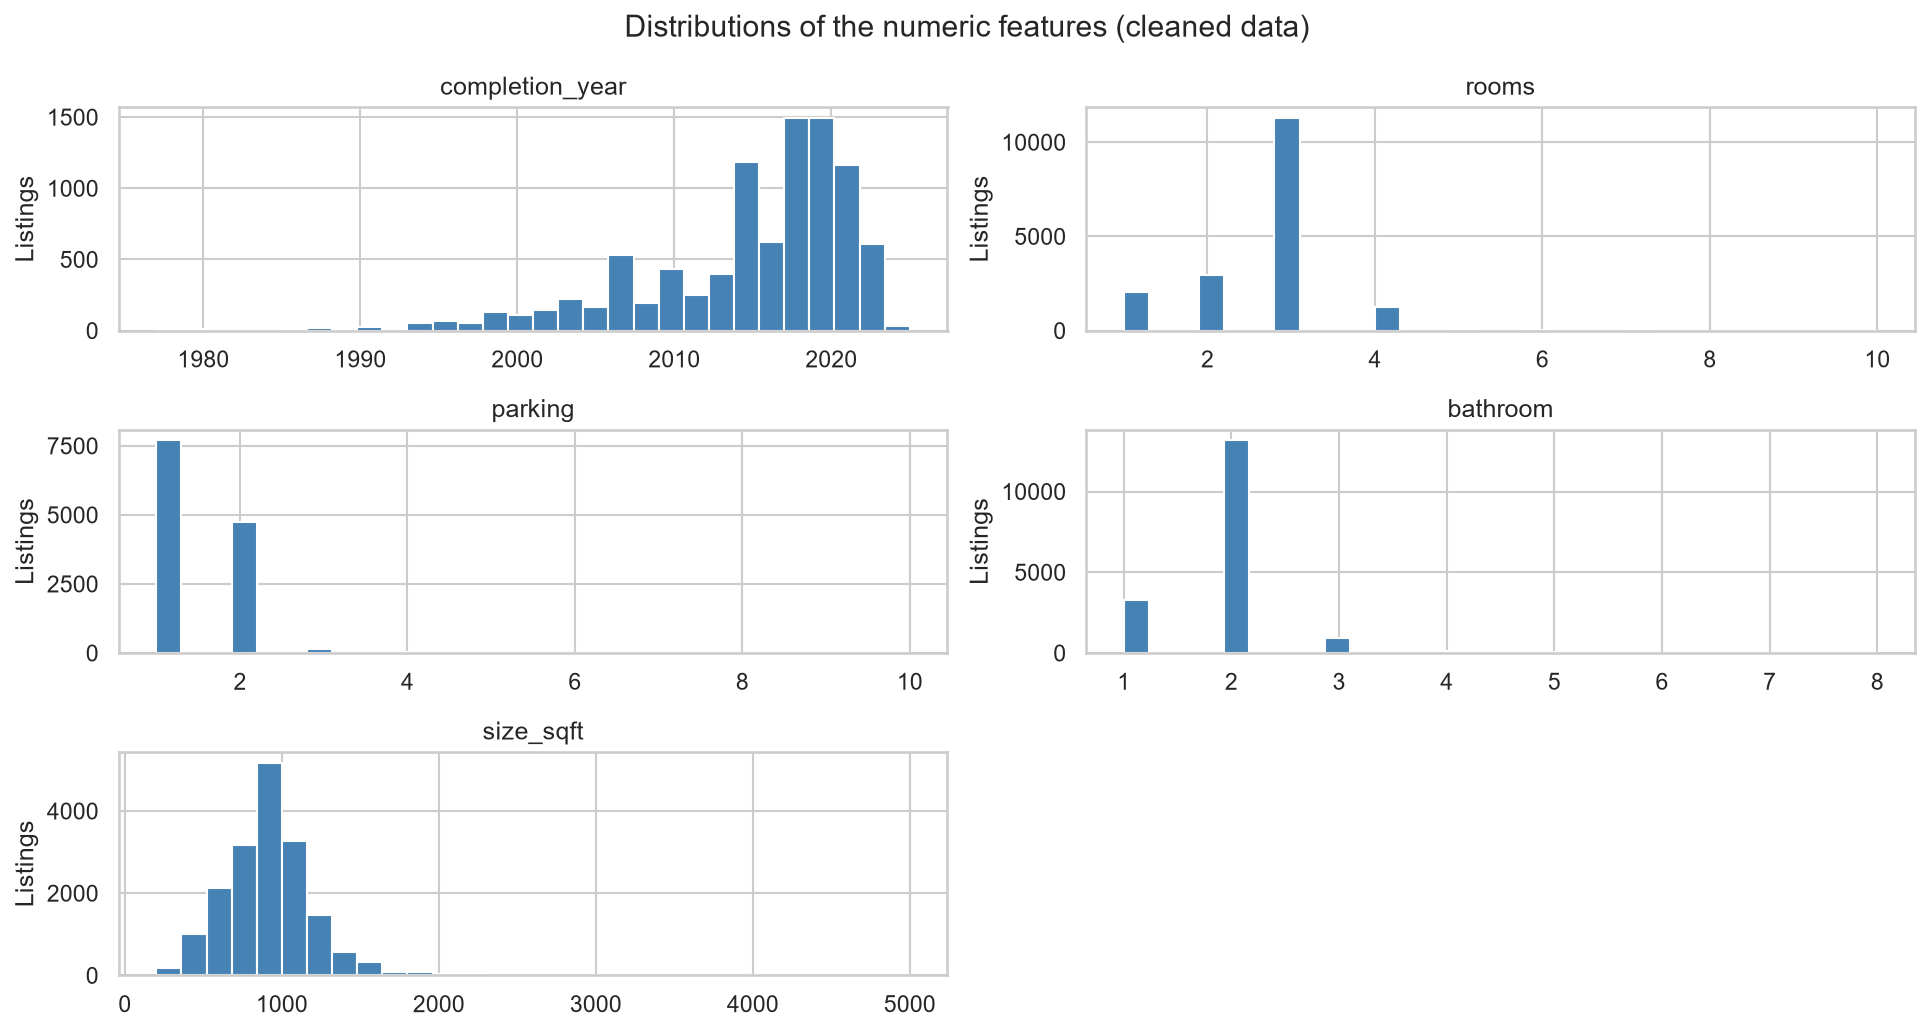 Distributions of the numeric features (cleaned data)
completion_year
Listings
1500
1000
500
0
1980 1990 2000 2010 2020
rooms
Listings
10000
5000
0
2 4 6 8 10
parking
Listings
7500
5000
2500
0
2 4 6 8 10
bathroom
Listings
10000
5000
0
1 2 3 4 5 6 7 8
size_sqft
Listings
4000
2000
0
0 1000 2000 3000 4000 5000